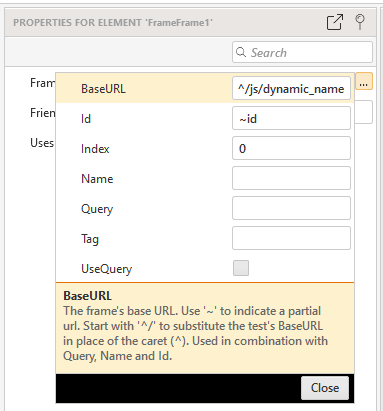 PROPERTIES FOR ELEMENT 'FrameFrame1'
Search
Fram
...
BaseURL
^/js/dynamic_name
Id
~id
Frien
Index
0
Uses
Name
Query
Tag
UseQuery
BaseURL
The frame's base URL. Use '~' to indicate a partial
url. Start with '^/' to substitute the test's BaseURL
in place of the caret (^). Used in combination with
Query, Name and Id.
Close